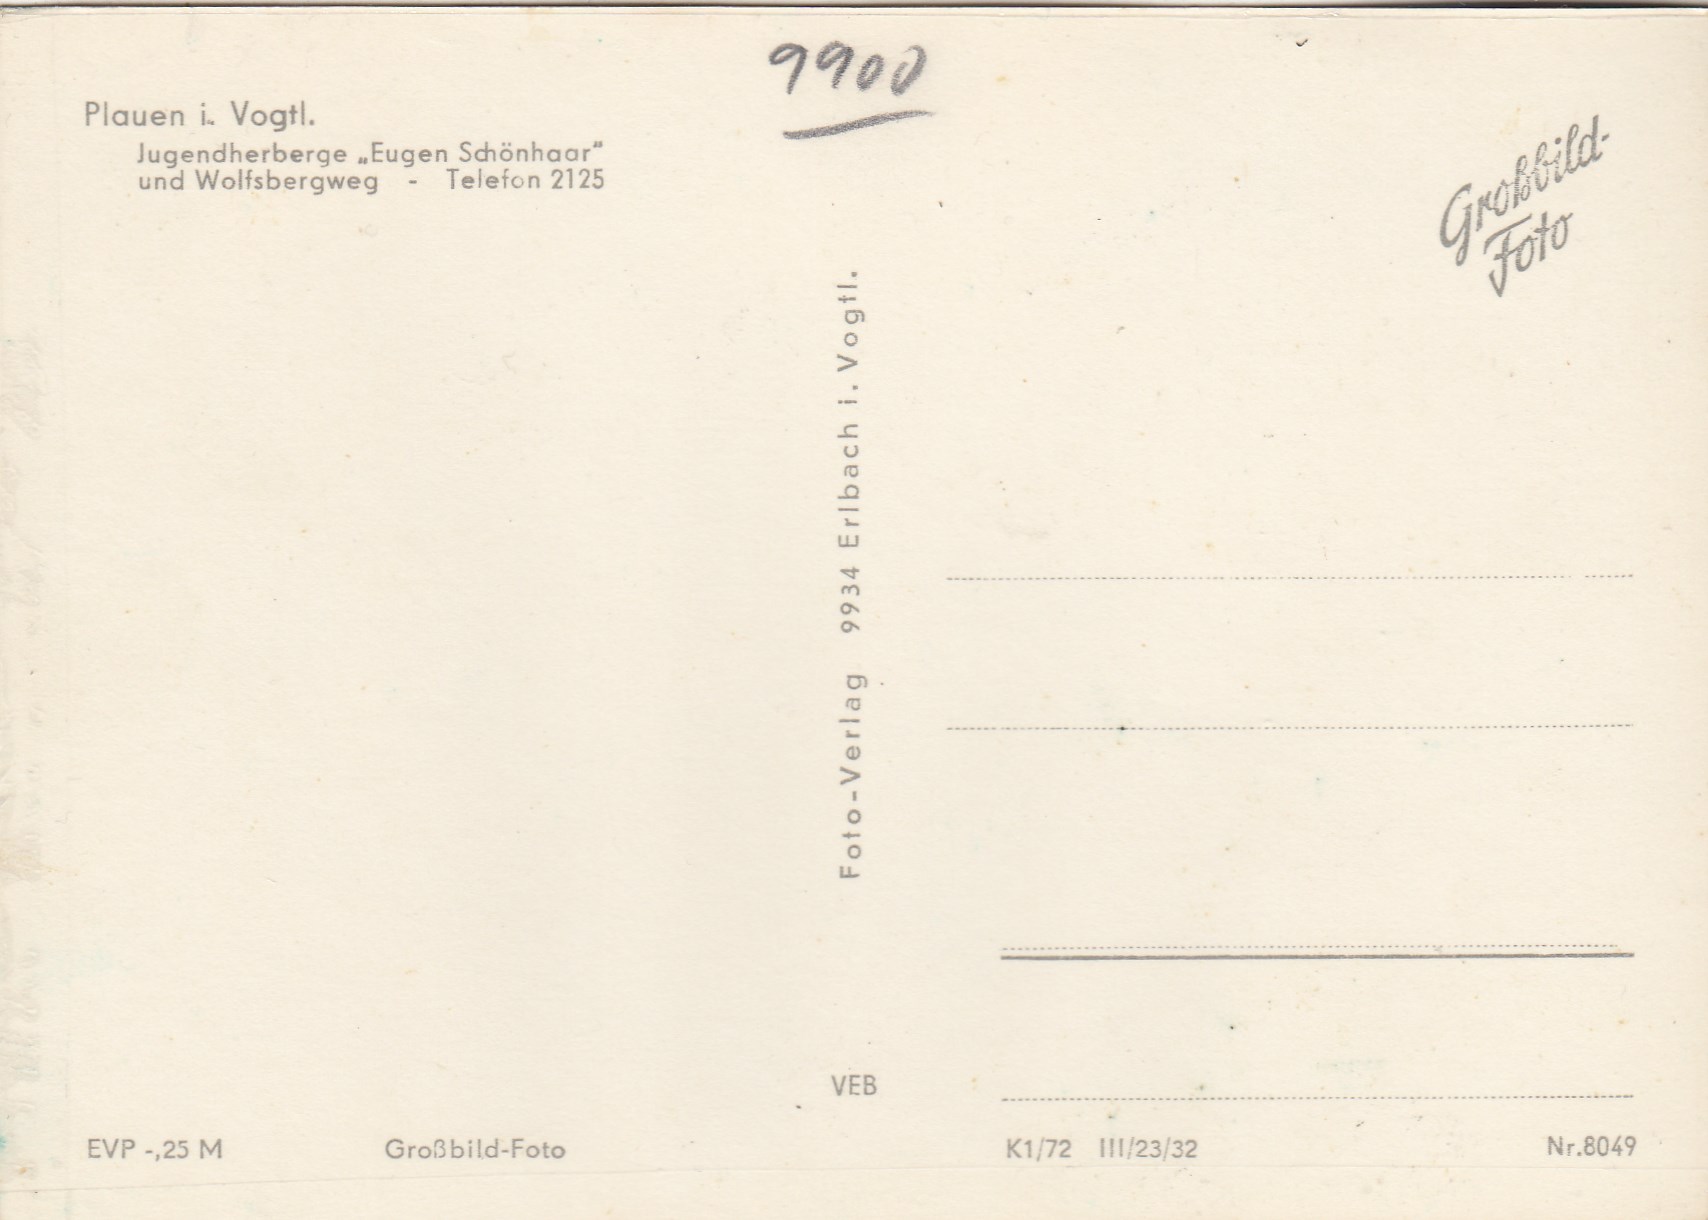 9900
Plauen i. Vogtl.
Jugendherberge „Eugen Schönhaar"
und Wolfsbergweg - Telefon 2125
Großbild-
Foto
Foto-Verlag 9934 Erlbach i. Vogtl.
VEB
EVP -,25 M Großbild-Foto K1/72 III/23/32 Nr.8049